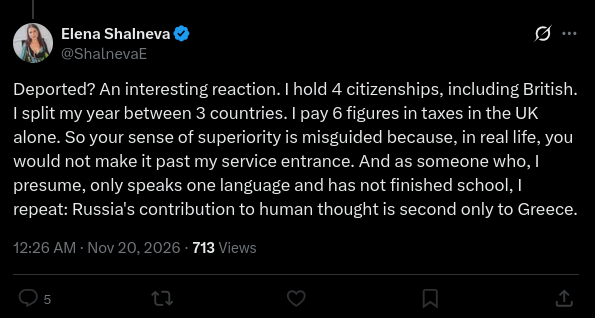 Elena Shalneva
@ShalnevaE
Deported? An interesting reaction. I hold 4 citizenships, including British.
I split my year between 3 countries. I pay 6 figures in taxes in the UK
alone. So your sense of superiority is misguided because, in real life, you
would not make it past my service entrance. And as someone who, I
presume, only speaks one language and has not finished school, I
repeat: Russia's contribution to human thought is second only to Greece.
12:26 AM · Nov 20, 2026 · 713 Views
5